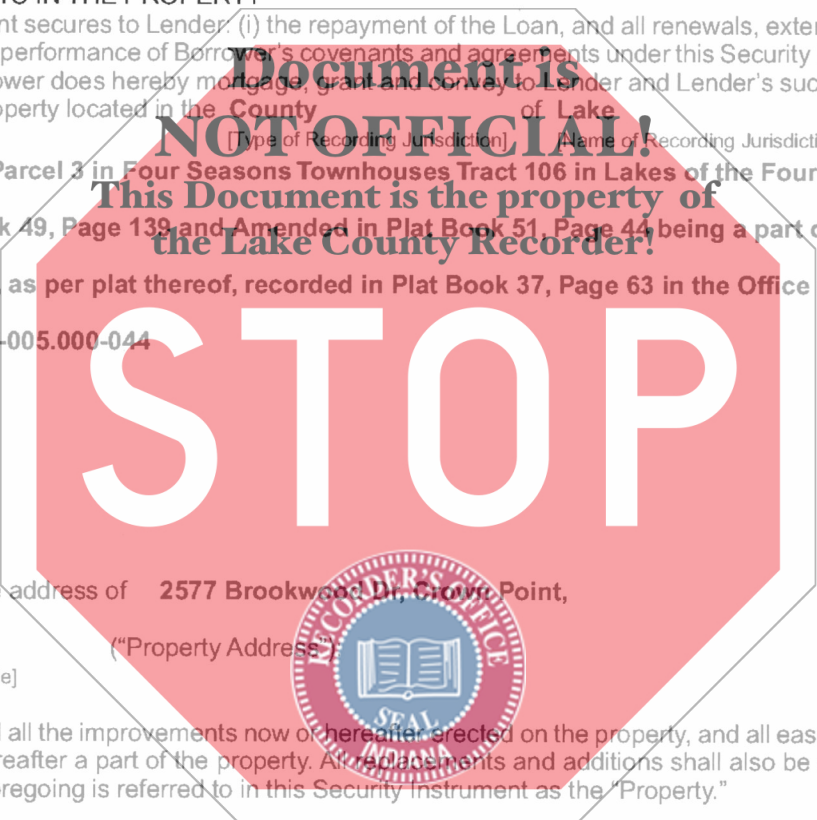 TS IN THE PROPERTY
nt secures to Lender: (i) the repayment of the Loan, and all renewals, exter
performance of Borrower's covenants and agreements under this Security
Document is
ower does hereby mortgage, grant and convey to Lender and Lender's suc
operty located in the County of Lake
NOT OFFICIAL!
[Type of Recording Jurisdiction] [Name of Recording Jurisdicti
Parcel 3 in Four Seasons Townhouses Tract 106 in Lakes of the Four
This Document is the property of
k 49, Page 139 and Amended in Plat Book 51, Page 44 being a part o
the Lake County Recorder!
, as per plat thereof, recorded in Plat Book 37, Page 63 in the Office
-005.000-044
STOP
address of 2577 Brookwood Dr, Crown Point,
("Property Address"):
e]
RECORDER'S OFFICE
SEAL
INDIANA
all the improvements now or hereafter erected on the property, and all eas
reafter a part of the property. All replacements and additions shall also be
regoing is referred to in this Security Instrument as the "Property."